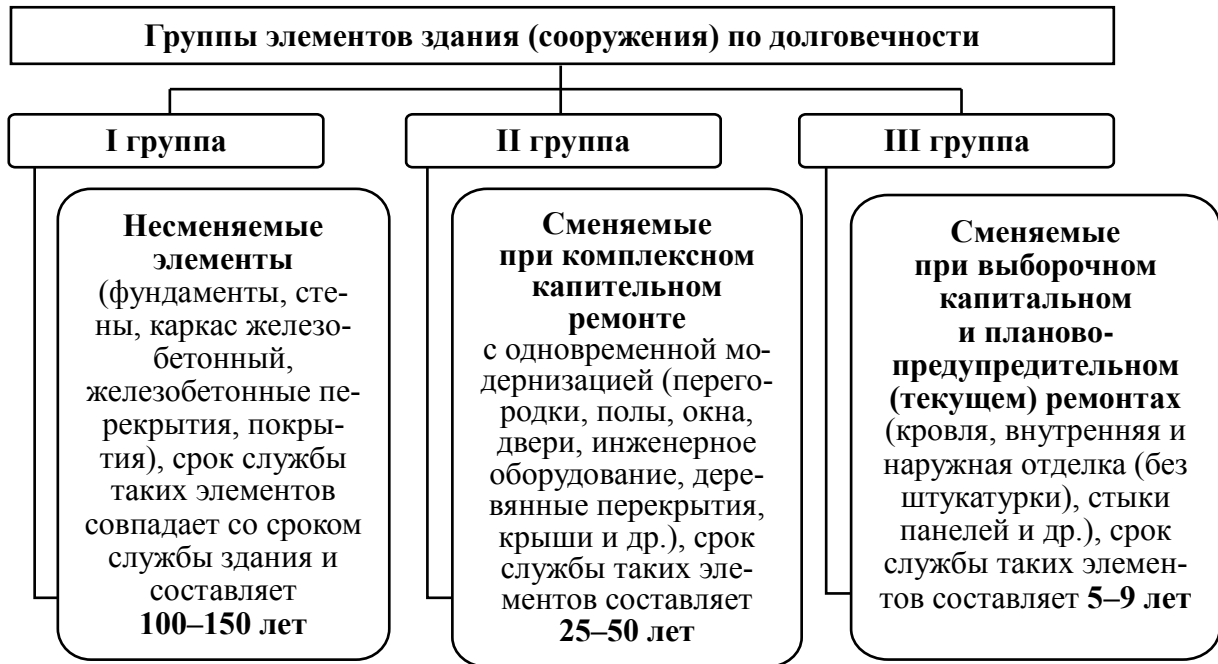 Группы элементов здания (сооружения) по долговечности
I группа
Несменяемые
элементы
(фундаменты, сте-
ны, каркас железо-
бетонный,
железобетонные пе-
рекрытия, покры-
тия), срок службы
таких элементов
совпадает со сроком
службы здания и
составляет
100–150 лет
II группа
Сменяемые
при комплексном
капительном
ремонте
с одновременной мо-
дернизацией (перего-
родки, полы, окна,
двери, инженерное
оборудование, дере-
вянные перекрытия,
крыши и др.), срок
службы таких эле-
ментов составляет
25–50 лет
III группа
Сменяемые
при выборочном
капитальном
и планово-
предупредительном
(текущем) ремонтах
(кровля, внутренняя и
наружная отделка (без
штукатурки), стыки
панелей и др.), срок
службы таких элемен-
тов составляет 5–9 лет